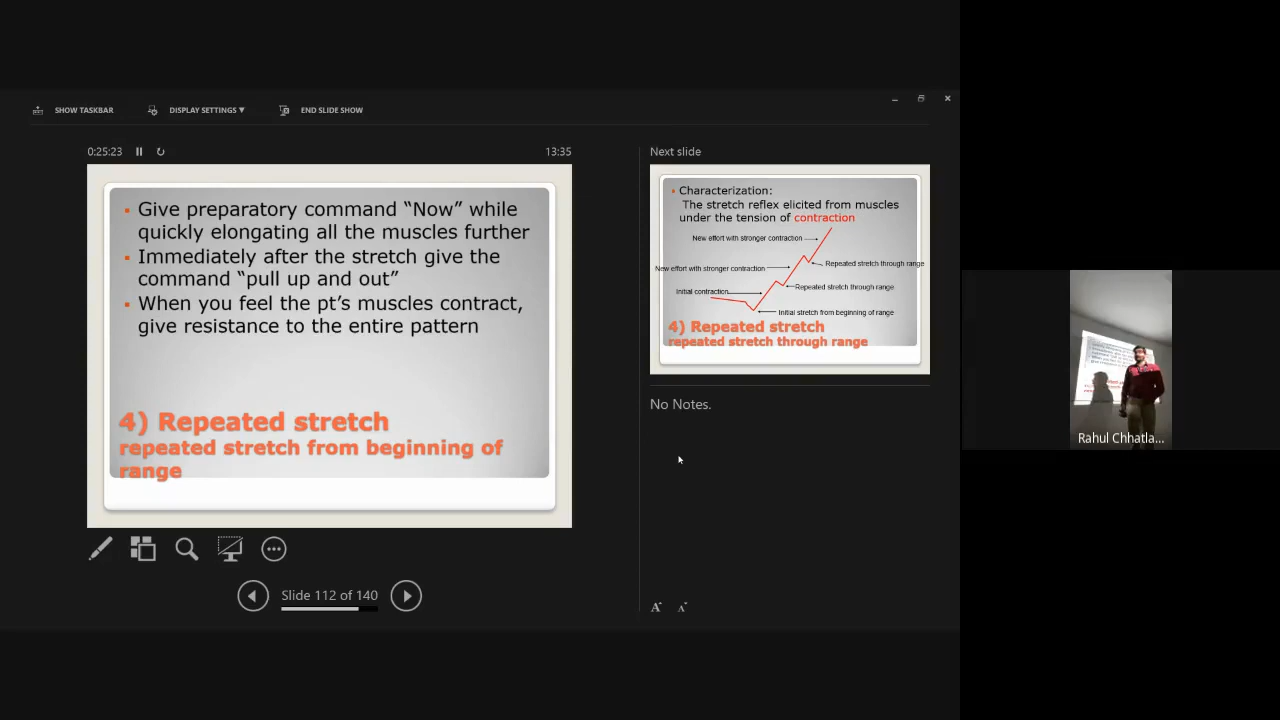 SHOW TASKBAR
DISPLAY SETTINGS ▼
END SLIDE SHOW
0:25:23
13:35
▪ Give preparatory command “Now” while
quickly elongating all the muscles further
▪ Immediately after the stretch give the
command “pull up and out”
▪ When you feel the pt’s muscles contract,
give resistance to the entire pattern
4) Repeated stretch
repeated stretch from beginning of
range
Slide 112 of 140
Next slide
Characterization:
The stretch reflex elicited from muscles
under the tension of contraction
New effort with stronger contraction
Repeated stretch through range
New effort with stronger contraction
Repeated stretch through range
Initial contraction
Initial stretch from beginning of range
4) Repeated stretch
repeated stretch through range
No Notes.
A A
Rahul Chhatla...